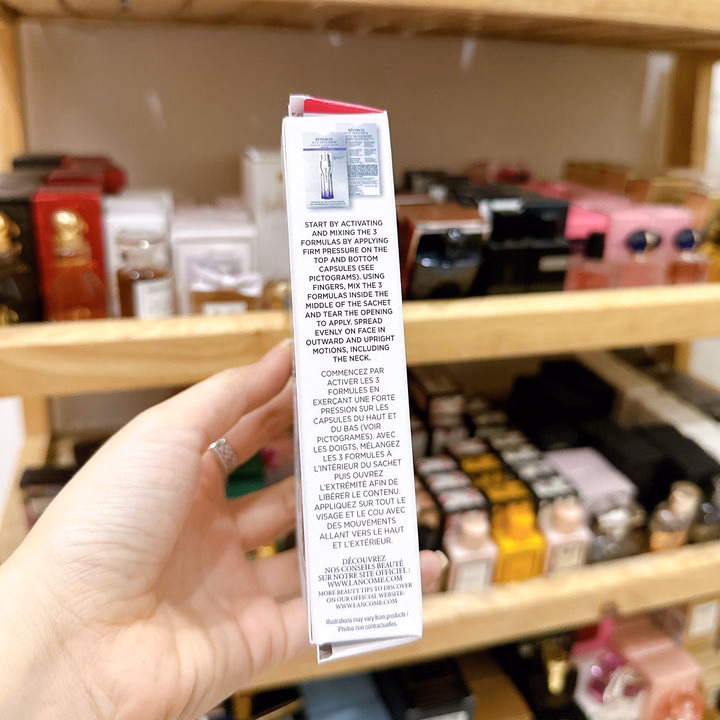 RÉNERGIE
START BY ACTIVATING
AND MIXING THE 3
FORMULAS BY APPLYING
FIRM PRESSURE ON THE
TOP AND BOTTOM
CAPSULES (SEE
PICTOGRAMS). USING
FINGERS, MIX THE 3
FORMULAS INSIDE THE
MIDDLE OF THE SACHET
AND TEAR THE OPENING
TO APPLY. SPREAD
EVENLY ON FACE IN
OUTWARD AND UPRIGHT
MOTIONS, INCLUDING
THE NECK.
COMMENCEZ PAR
ACTIVER LES 3
FORMULES EN
EXERÇANT UNE FORTE
PRESSION SUR LES
CAPSULES DU HAUT ET
DU BAS (VOIR
PICTOGRAMES). AVEC
LES DOIGTS, MÉLANGEZ
LES 3 FORMULES À
L'INTÉRIEUR DU SACHET
PUIS OUVREZ
L'EXTRÉMITÉ AFIN DE
LIBÉRER LE CONTENU.
APPLIQUEZ SUR TOUT LE
VISAGE ET LE COU AVEC
DES MOUVEMENTS
ALLANT VERS LE HAUT
ET L'EXTÉRIEUR.
DÉCOUVREZ
NOS CONSEILS BEAUTÉ
SUR NOTRE SITE OFFICIEL :
WWW.LANCOME.COM
MORE BEAUTY TIPS TO DISCOVER
ON OUR OFFICIAL WEBSITE:
WWW.LANCOME.COM
Illustrations may vary from products /
Photos non contractuelles.